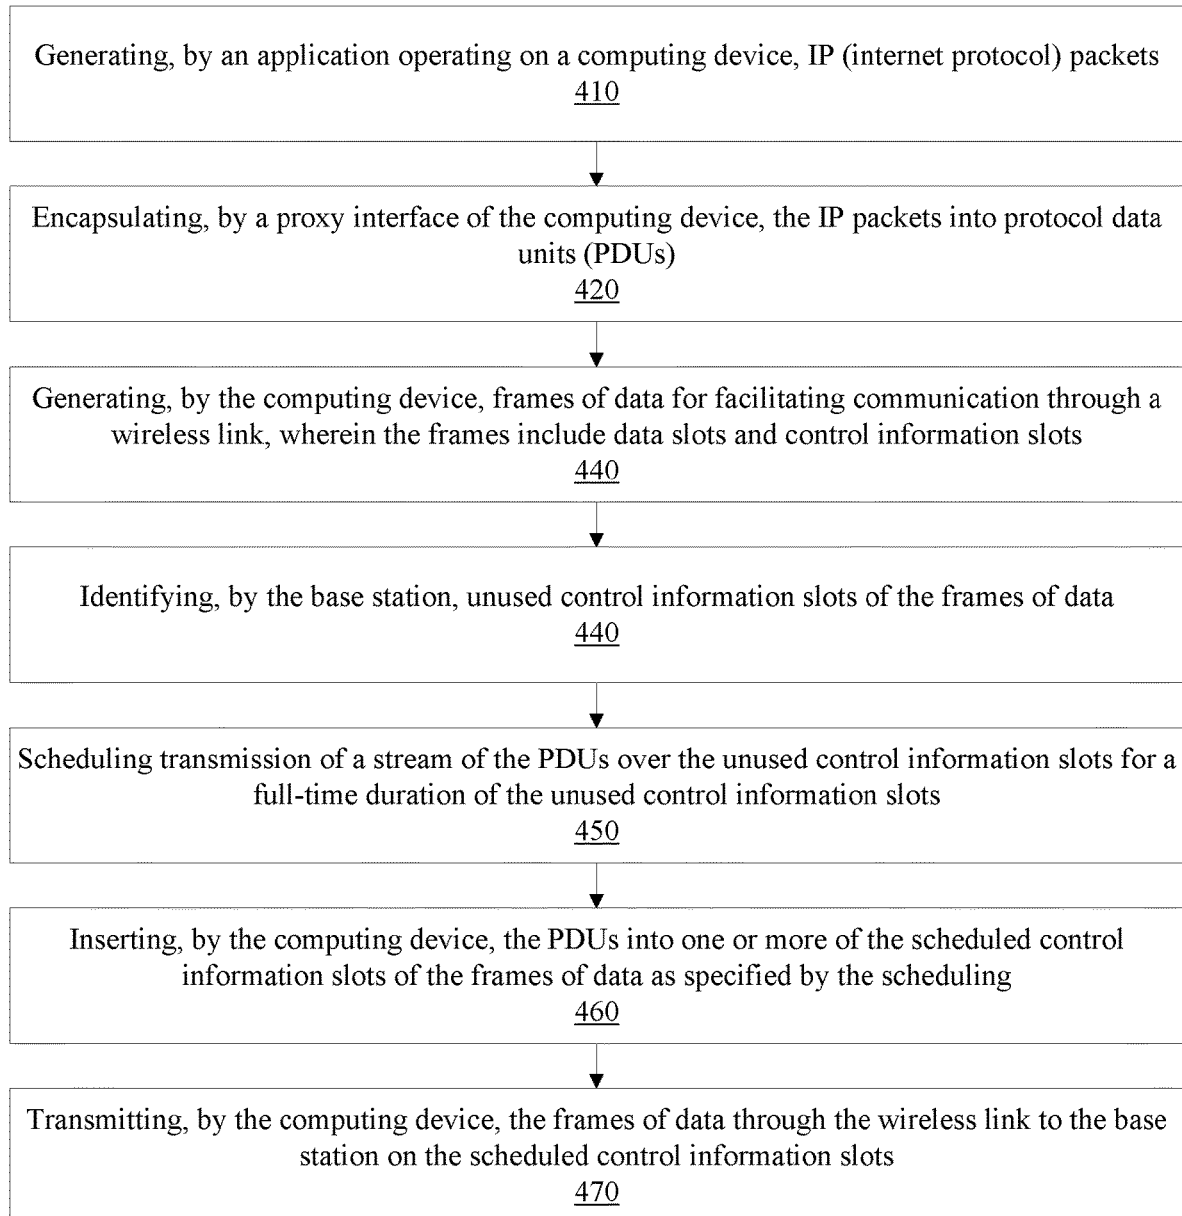 Generating, by an application operating on a computing device, IP (internet protocol) packets
410
Encapsulating, by a proxy interface of the computing device, the IP packets into protocol data
units (PDUs)
420
Generating, by the computing device, frames of data for facilitating communication through a
wireless link, wherein the frames include data slots and control information slots
440
Identifying, by the base station, unused control information slots of the frames of data
440
Scheduling transmission of a stream of the PDUs over the unused control information slots for a
full-time duration of the unused control information slots
450
Inserting, by the computing device, the PDUs into one or more of the scheduled control
information slots of the frames of data as specified by the scheduling
460
Transmitting, by the computing device, the frames of data through the wireless link to the base
station on the scheduled control information slots
470